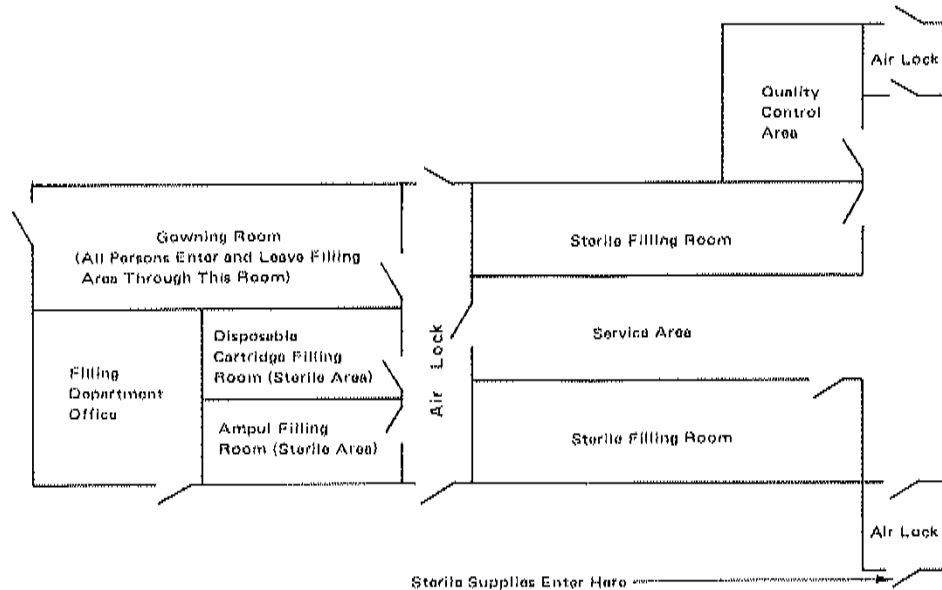 Air Lock
Quality
Control
Area
Gowning Room
(All Persons Enter and Leave Filling
Area Through This Room)
Sterile Filling Room
Disposable
Cartridge Filling
Room (Sterile Area)
Service Area
Filling
Department
Office
Air Lock
Ampul Filling
Room (Sterile Area)
Sterile Filling Room
Air Lock
Sterile Supplies Enter Here